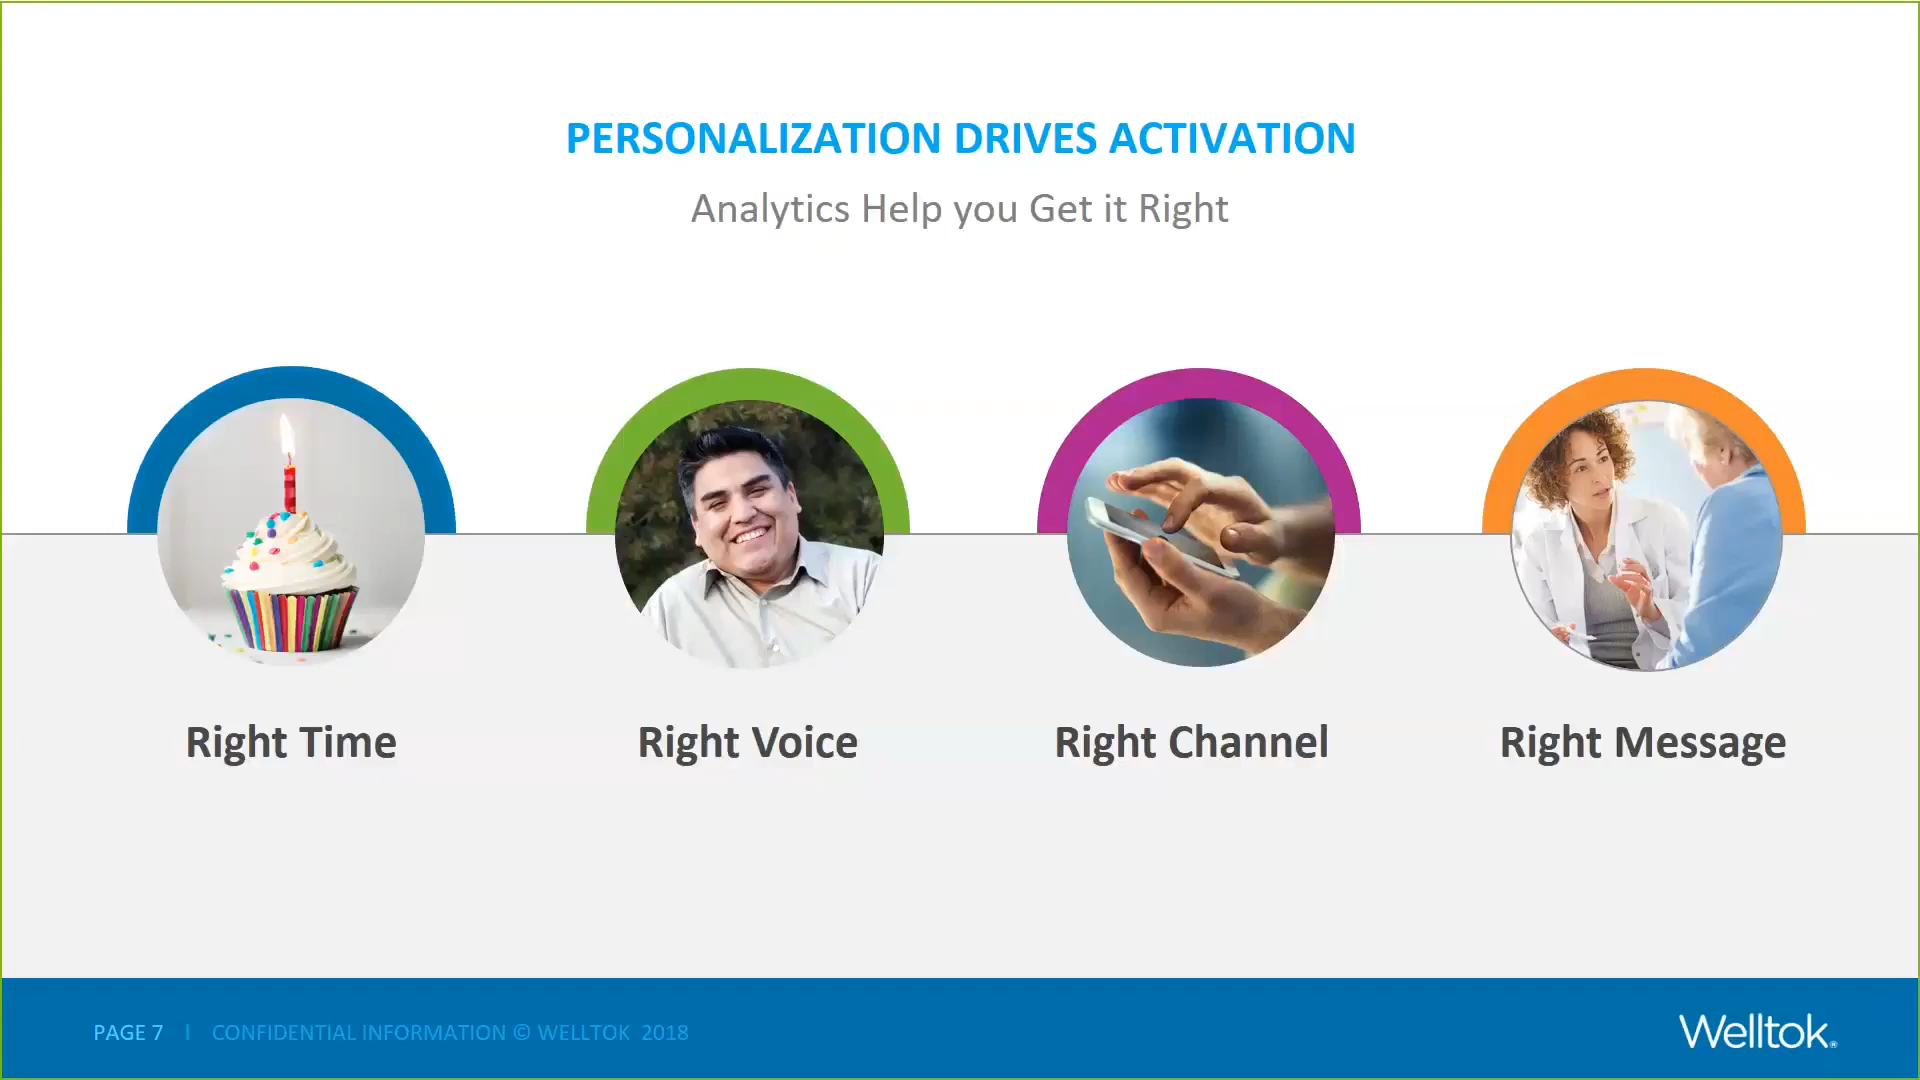 PERSONALIZATION DRIVES ACTIVATION
Analytics Help you Get it Right
Right Time
Right Voice
Right Channel
Right Message
PAGE 7 | CONFIDENTIAL INFORMATION © WELLTOK 2018
Welltok®